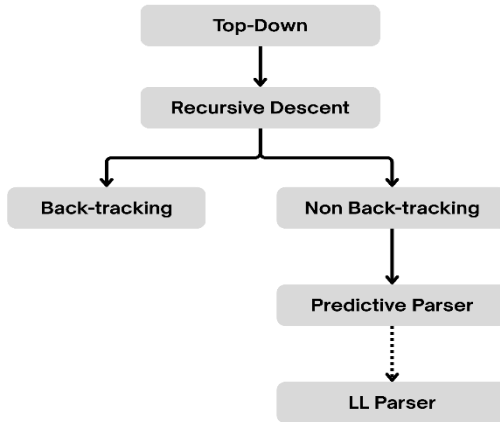 Top-Down
Recursive Descent
Back-tracking
Non Back-tracking
Predictive Parser
LL Parser